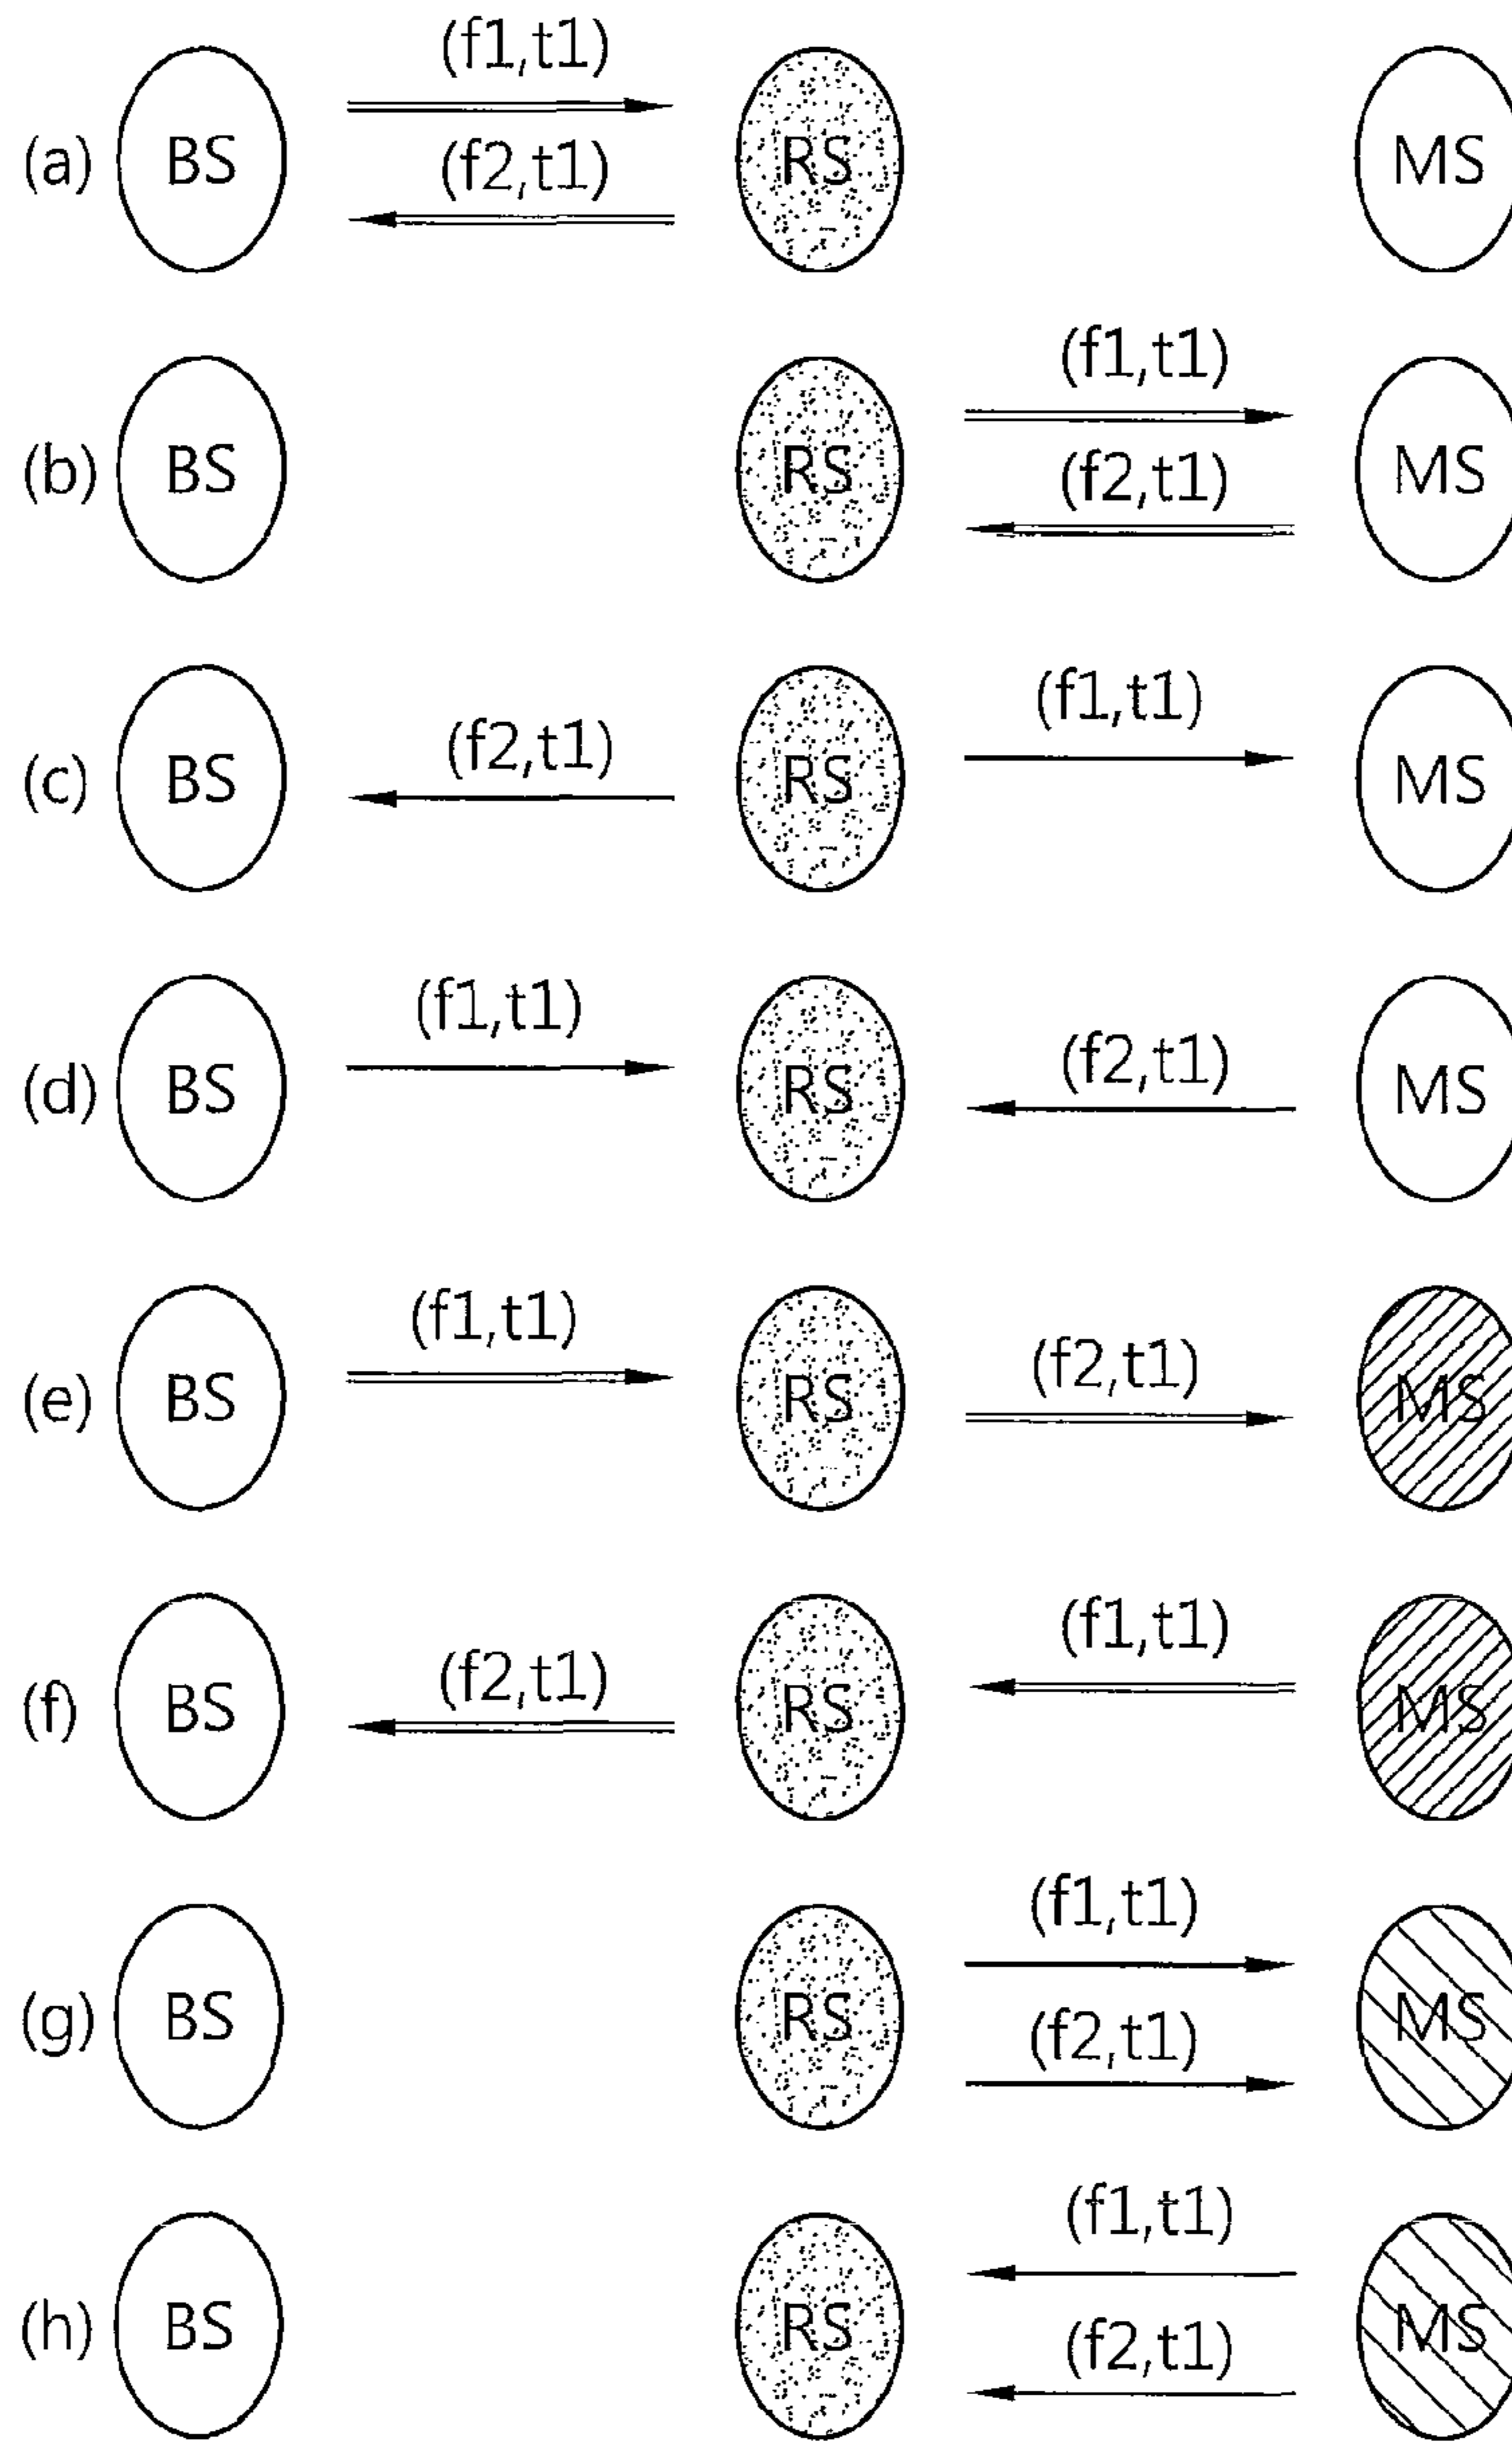 (f1,t1)
(a) BS RS MS
(f2,t1)
(f1,t1)
(b) BS RS MS
(f2,t1)
(f1,t1)
(c) BS (f2,t1) RS MS
(f1,t1)
(d) BS RS (f2,t1) MS
(f1,t1)
(e) BS RS (f2,t1) MS
(f1,t1)
(f) BS (f2,t1) RS MS
(f1,t1)
(g) BS RS MS
(f2,t1)
(f1,t1)
(h) BS RS MS
(f2,t1)